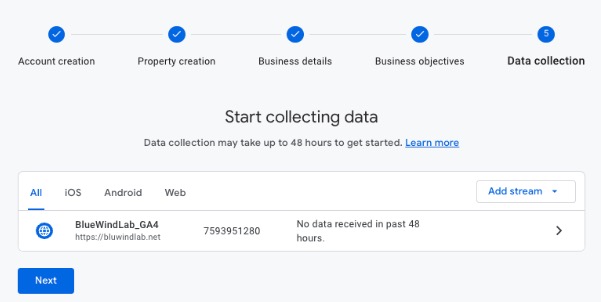 5
Account creation
Property creation
Business details
Business objectives
Data collection
Start collecting data
Data collection may take up to 48 hours to get started. Learn more
All iOS Android Web
Add stream
BlueWindLab_GA4
https://bluwindlab.net
7593951280
No data received in past 48
hours.
Next